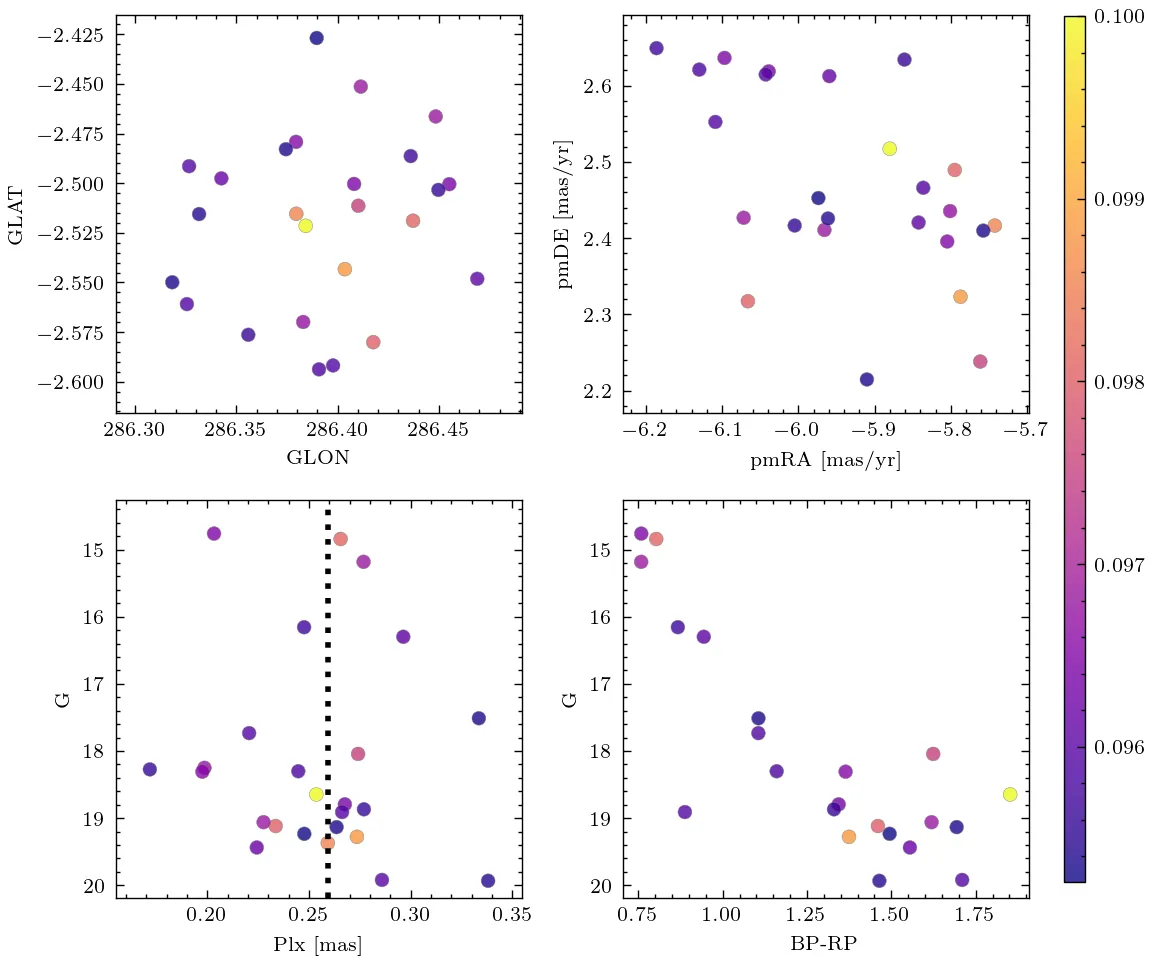 −2.425
−2.450
−2.475
−2.500
−2.525
−2.550
−2.575
−2.600
GLAT
286.30 286.35 286.40 286.45
GLON
2.6
2.5
2.4
2.3
2.2
pmDE [mas/yr]
−6.2 −6.1 −6.0 −5.9 −5.8 −5.7
pmRA [mas/yr]
0.100
0.099
0.098
0.097
0.096
15
16
17
18
19
20
G
0.20 0.25 0.30 0.35
Plx [mas]
15
16
17
18
19
20
G
0.75 1.00 1.25 1.50 1.75
BP-RP